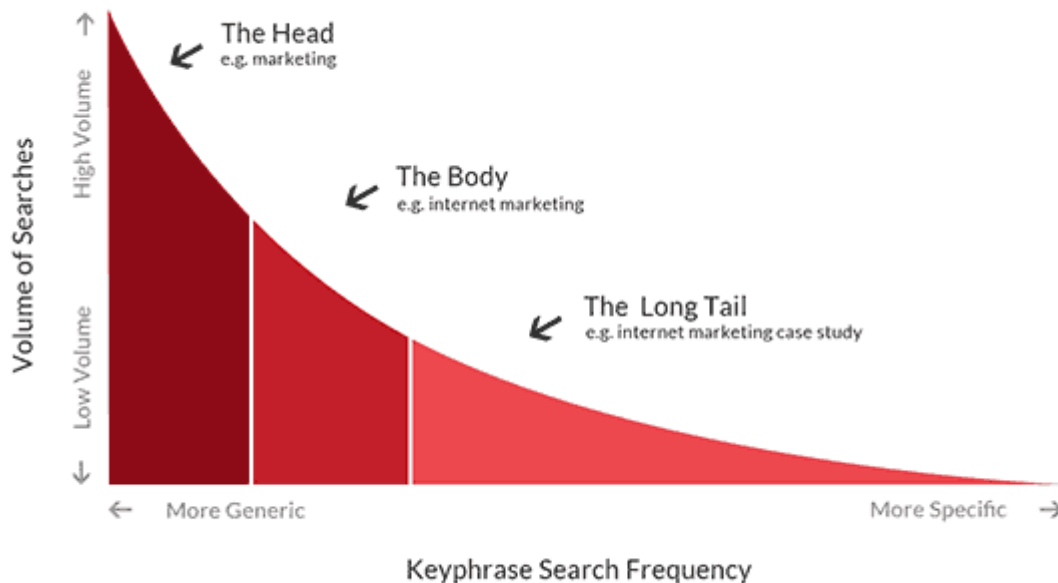 The Head
e.g. marketing
The Body
e.g. internet marketing
The Long Tail
e.g. internet marketing case study
Volume of Searches
High Volume
Low Volume
More Generic
More Specific
Keyphrase Search Frequency